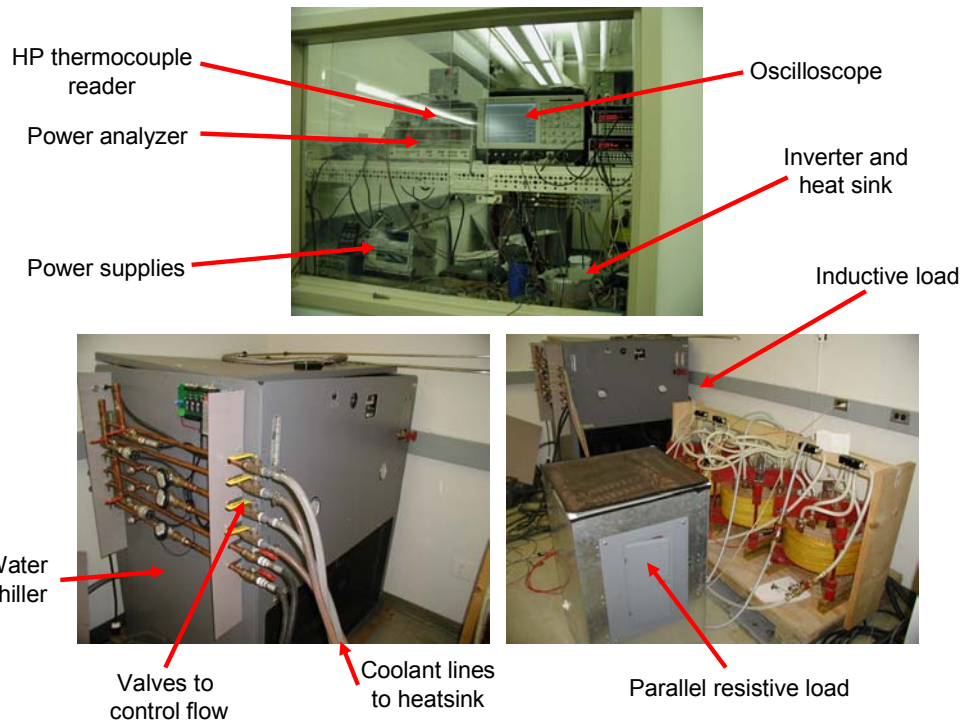 HP thermocouple
reader
Oscilloscope
Power analyzer
Inverter and
heat sink
Power supplies
Inductive load
Water
hiller
Valves to
control flow
Coolant lines
to heatsink
Parallel resistive load